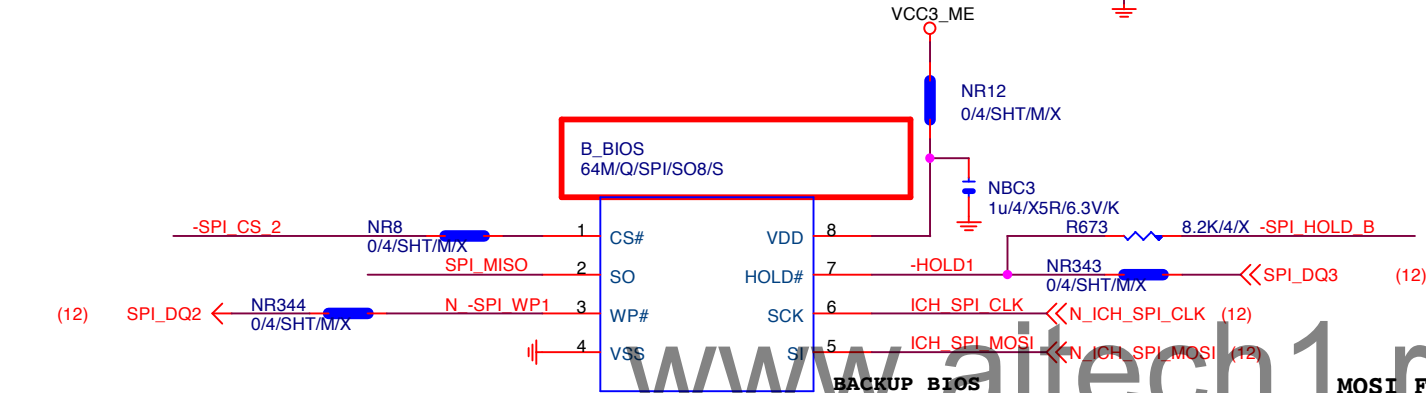 VCC3_ME
NR12
0/4/SHT/M/X
B_BIOS
64M/Q/SPI/SO8/S
NBC3
1u/4/X5R/6.3V/K
-SPI_CS_2
NR8
0/4/SHT/M/X
1
CS#
VDD
8
R673
8.2K/4/X
-SPI_HOLD_B
SPI_MISO
2
SO
HOLD#
7
-HOLD1
NR343
0/4/SHT/M/X
SPI_DQ3
(12)
(12)
SPI_DQ2
NR344
0/4/SHT/M/X
N_-SPI_WP1
3
WP#
SCK
6
ICH_SPI_CLK
N_ICH_SPI_CLK (12)
4
VSS
SI
5
ICH_SPI_MOSI
N_ICH_SPI_MOSI (12)
www.aitech1.
BACKUP BIOS
MOSI